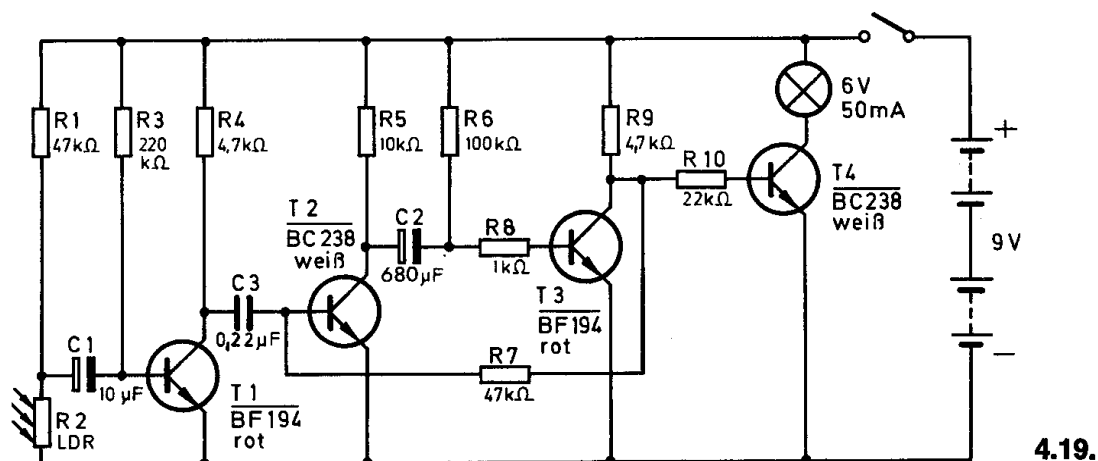 R1
47kΩ
R3
220
kΩ
R4
4,7kΩ
R5
10kΩ
R6
100kΩ
R9
4,7kΩ
6V
50mA
+
R10
22kΩ
T4
BC238
weiß
9V
T2
BC238
weiß
C2
680µF
R8
1kΩ
T3
BF194
rot
C3
0,22µF
R7
47kΩ
C1
10µF
T1
BF194
rot
R2
LDR
−
4.19.